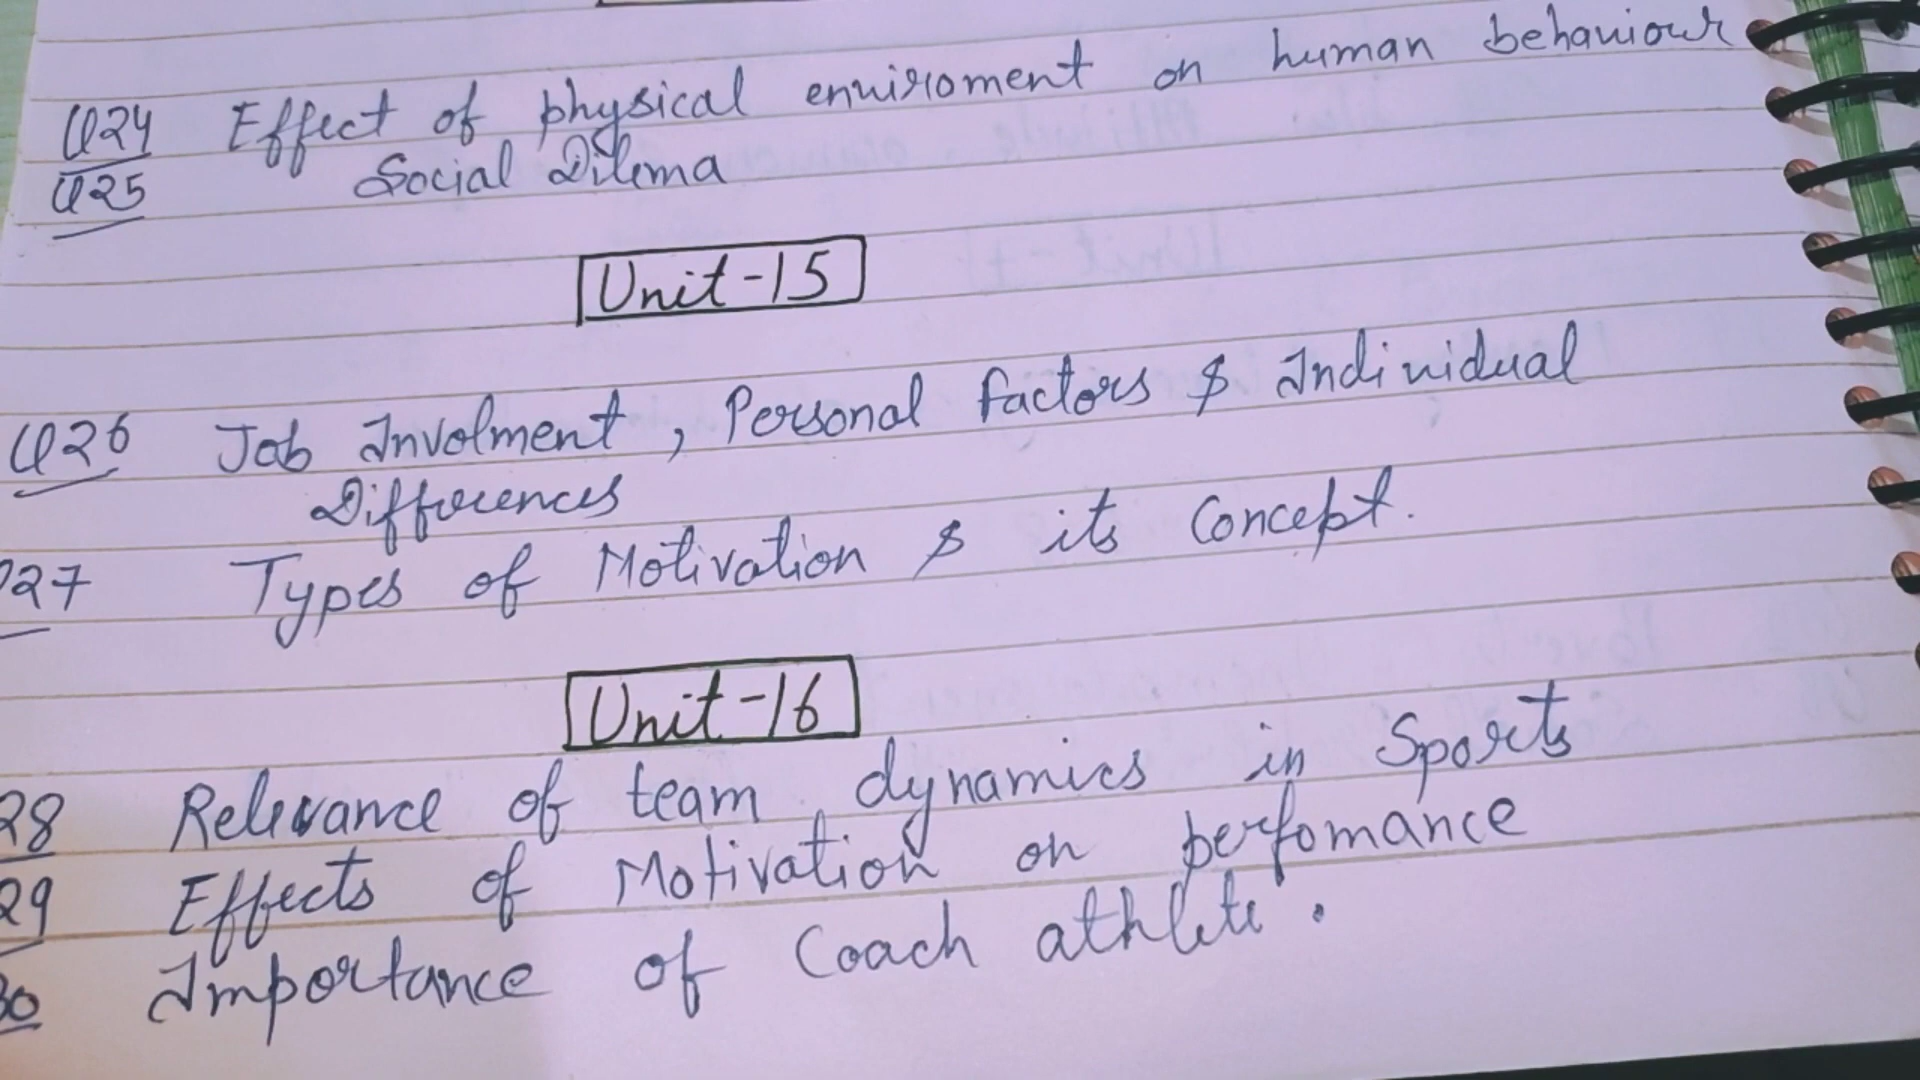 Q24 Effect of physical enviroment on human behaviour
Q25 Social Dilema
Unit-15
Q26 Job Involment, Personal factors & Individual
Differences
Q27 Types of Motivation & its Concept.
Unit-16
28 Relevance of team dynamics in Sports
29 Effects of Motivation on perfomance
30 Importance of Coach athlete.